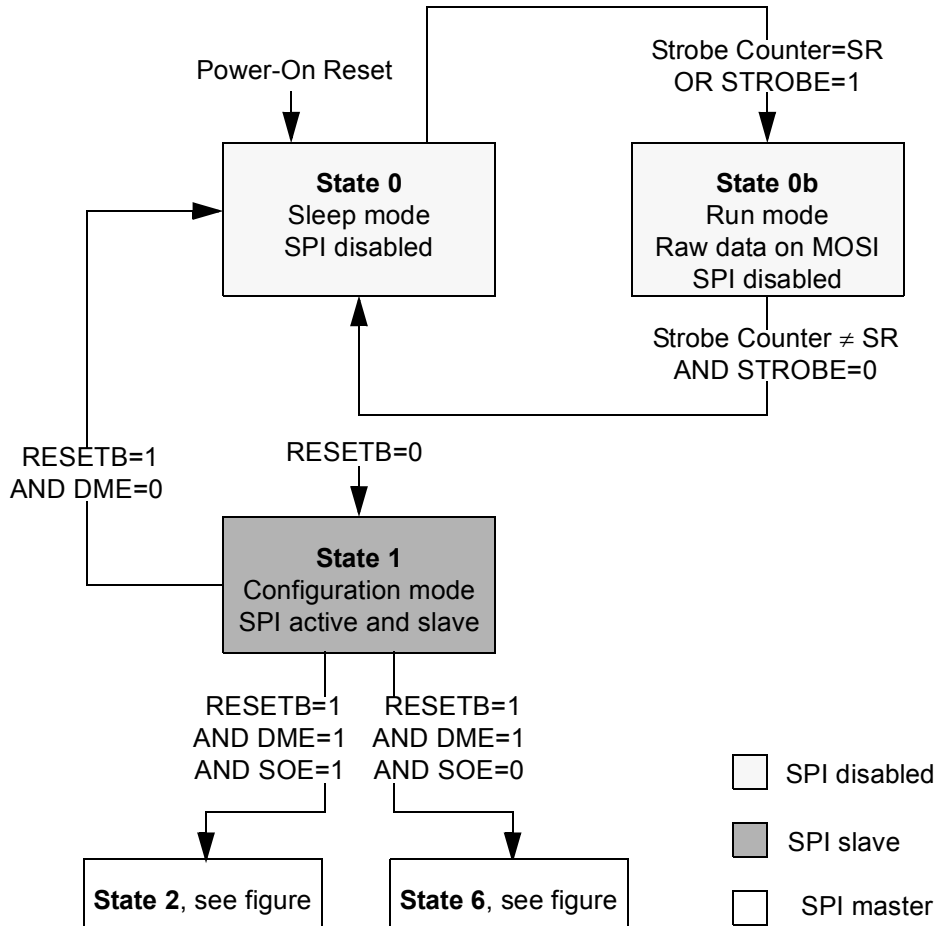 Power-On Reset
Strobe Counter=SR
OR STROBE=1
State 0
Sleep mode
SPI disabled
State 0b
Run mode
Raw data on MOSI
SPI disabled
Strobe Counter ≠ SR
AND STROBE=0
RESETB=1
AND DME=0
RESETB=0
State 1
Configuration mode
SPI active and slave
RESETB=1
AND DME=1
AND SOE=1
RESETB=1
AND DME=1
AND SOE=0
State 2, see figure
State 6, see figure
SPI disabled
SPI slave
SPI master